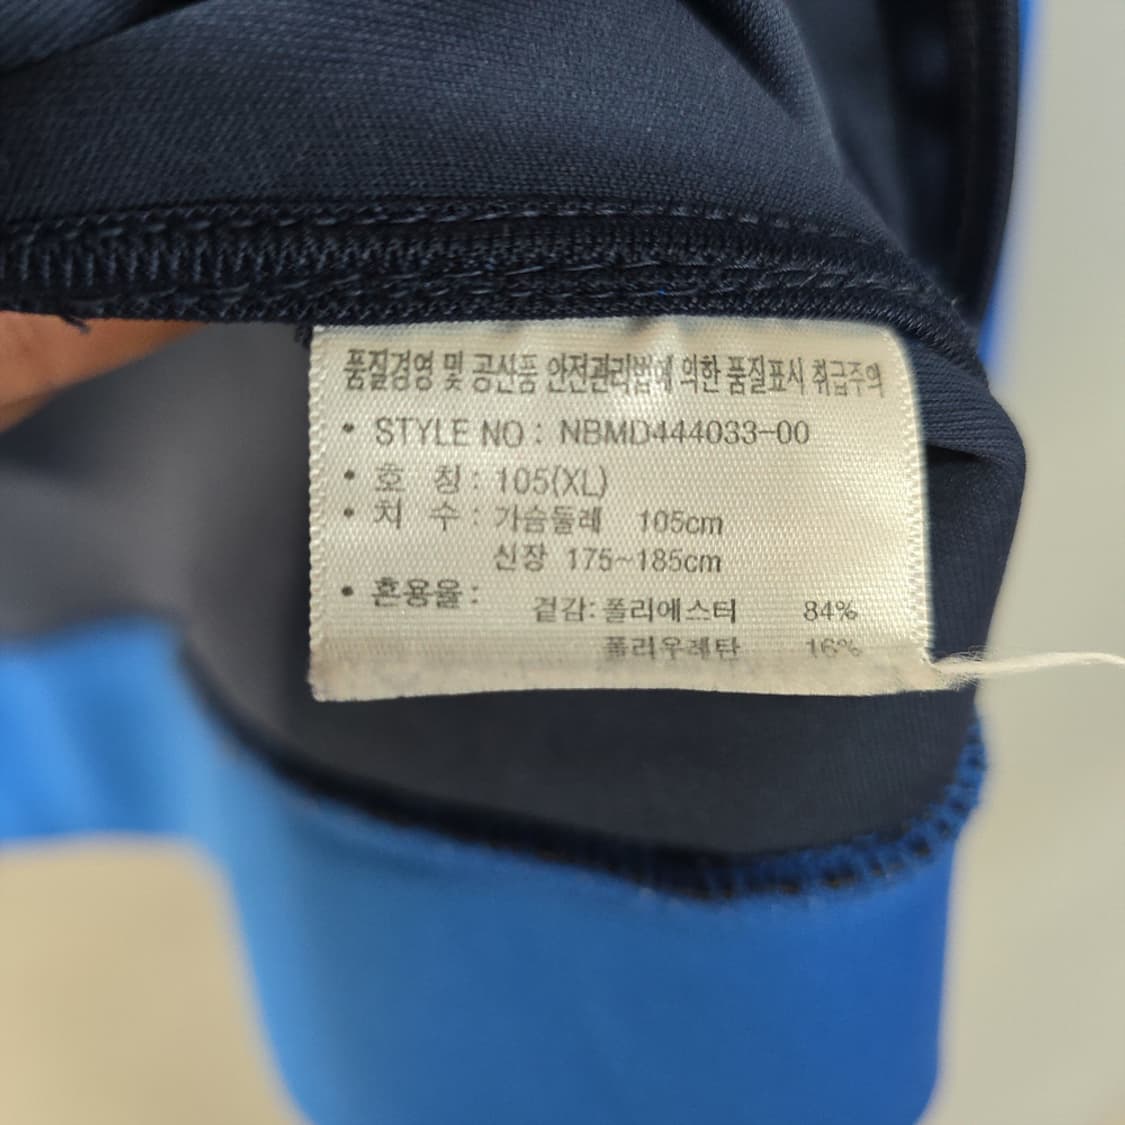 품질경영 및 공산품 안전관리법에 의한 품질표시 취급주의
• STYLE NO : NBMD444033-00
• 호 칭 : 105(XL)
• 치 수 : 가슴둘레 105cm
신장 175~185cm
• 혼용율 : 겉감: 폴리에스터 84%
폴리우레탄 16%